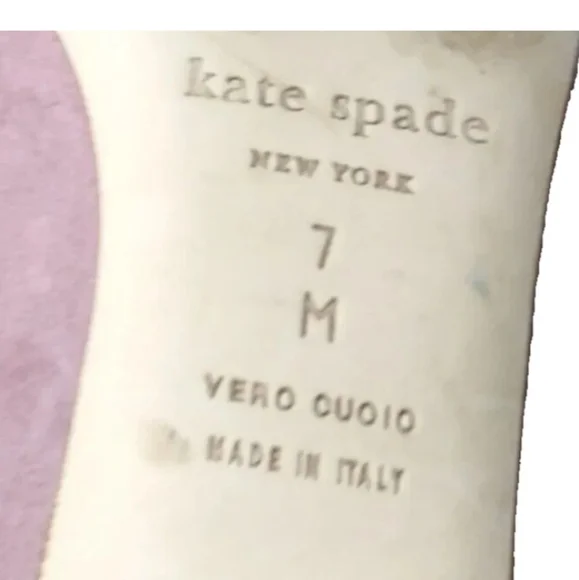 kate spade
NEW YORK
7
M
VERO CUOIO
MADE IN ITALY